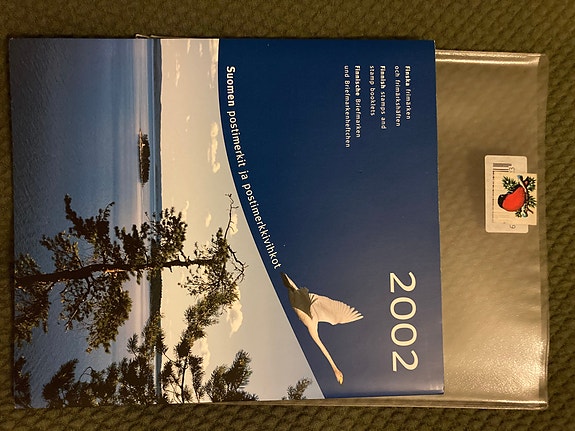 Suomen postimerkit ja postimerkkivihkot
Finska frimärken
och frimärkshäften
Finnish stamps and
stamp booklets
Finnische Briefmarken
und Briefmarkenheftchen
2002